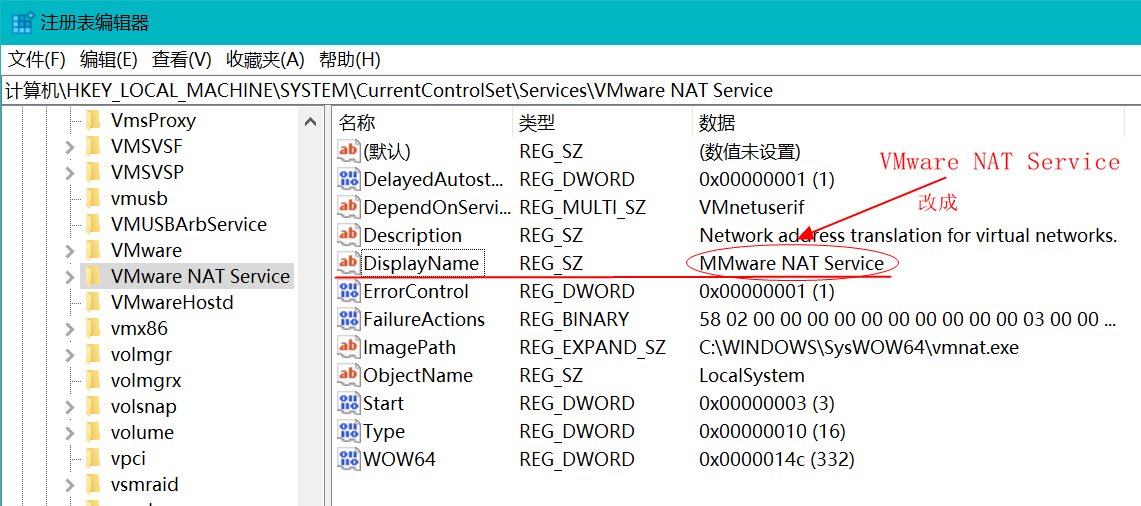 注册表编辑器
文件(F) 编辑(E) 查看(V) 收藏夹(A) 帮助(H)
计算机\HKEY_LOCAL_MACHINE\SYSTEM\CurrentControlSet\Services\VMware NAT Service
VmsProxy
VMSVSF
VMSVSP
vmusb
VMUSBArbService
VMware
VMware NAT Service
VMwareHostd
vmx86
volmgr
volmgrx
volsnap
volume
vpci
vsmraid
名称 类型 数据
(默认) REG_SZ (数值未设置)
DelayedAutost... REG_DWORD 0x00000001 (1)
DependOnServi... REG_MULTI_SZ VMnetuserif
Description REG_SZ Network address translation for virtual networks.
DisplayName REG_SZ MMware NAT Service
ErrorControl REG_DWORD 0x00000001 (1)
FailureActions REG_BINARY 58 02 00 00 00 00 00 00 00 00 00 00 03 00 00 ...
ImagePath REG_EXPAND_SZ C:\WINDOWS\SysWOW64\vmnat.exe
ObjectName REG_SZ LocalSystem
Start REG_DWORD 0x00000003 (3)
Type REG_DWORD 0x00000010 (16)
WOW64 REG_DWORD 0x0000014c (332)
VMware NAT Service
改成